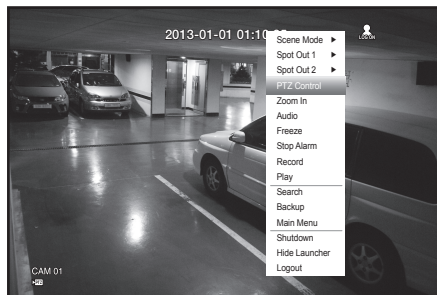 2013-01-01 01:10
LOG ON
Scene Mode ▶
Spot Out 1 ▶
Spot Out 2 ▶
PTZ Control
Zoom In
Audio
Freeze
Stop Alarm
Record
Play
Search
Backup
Main Menu
Shutdown
Hide Launcher
Logout
CAM 01